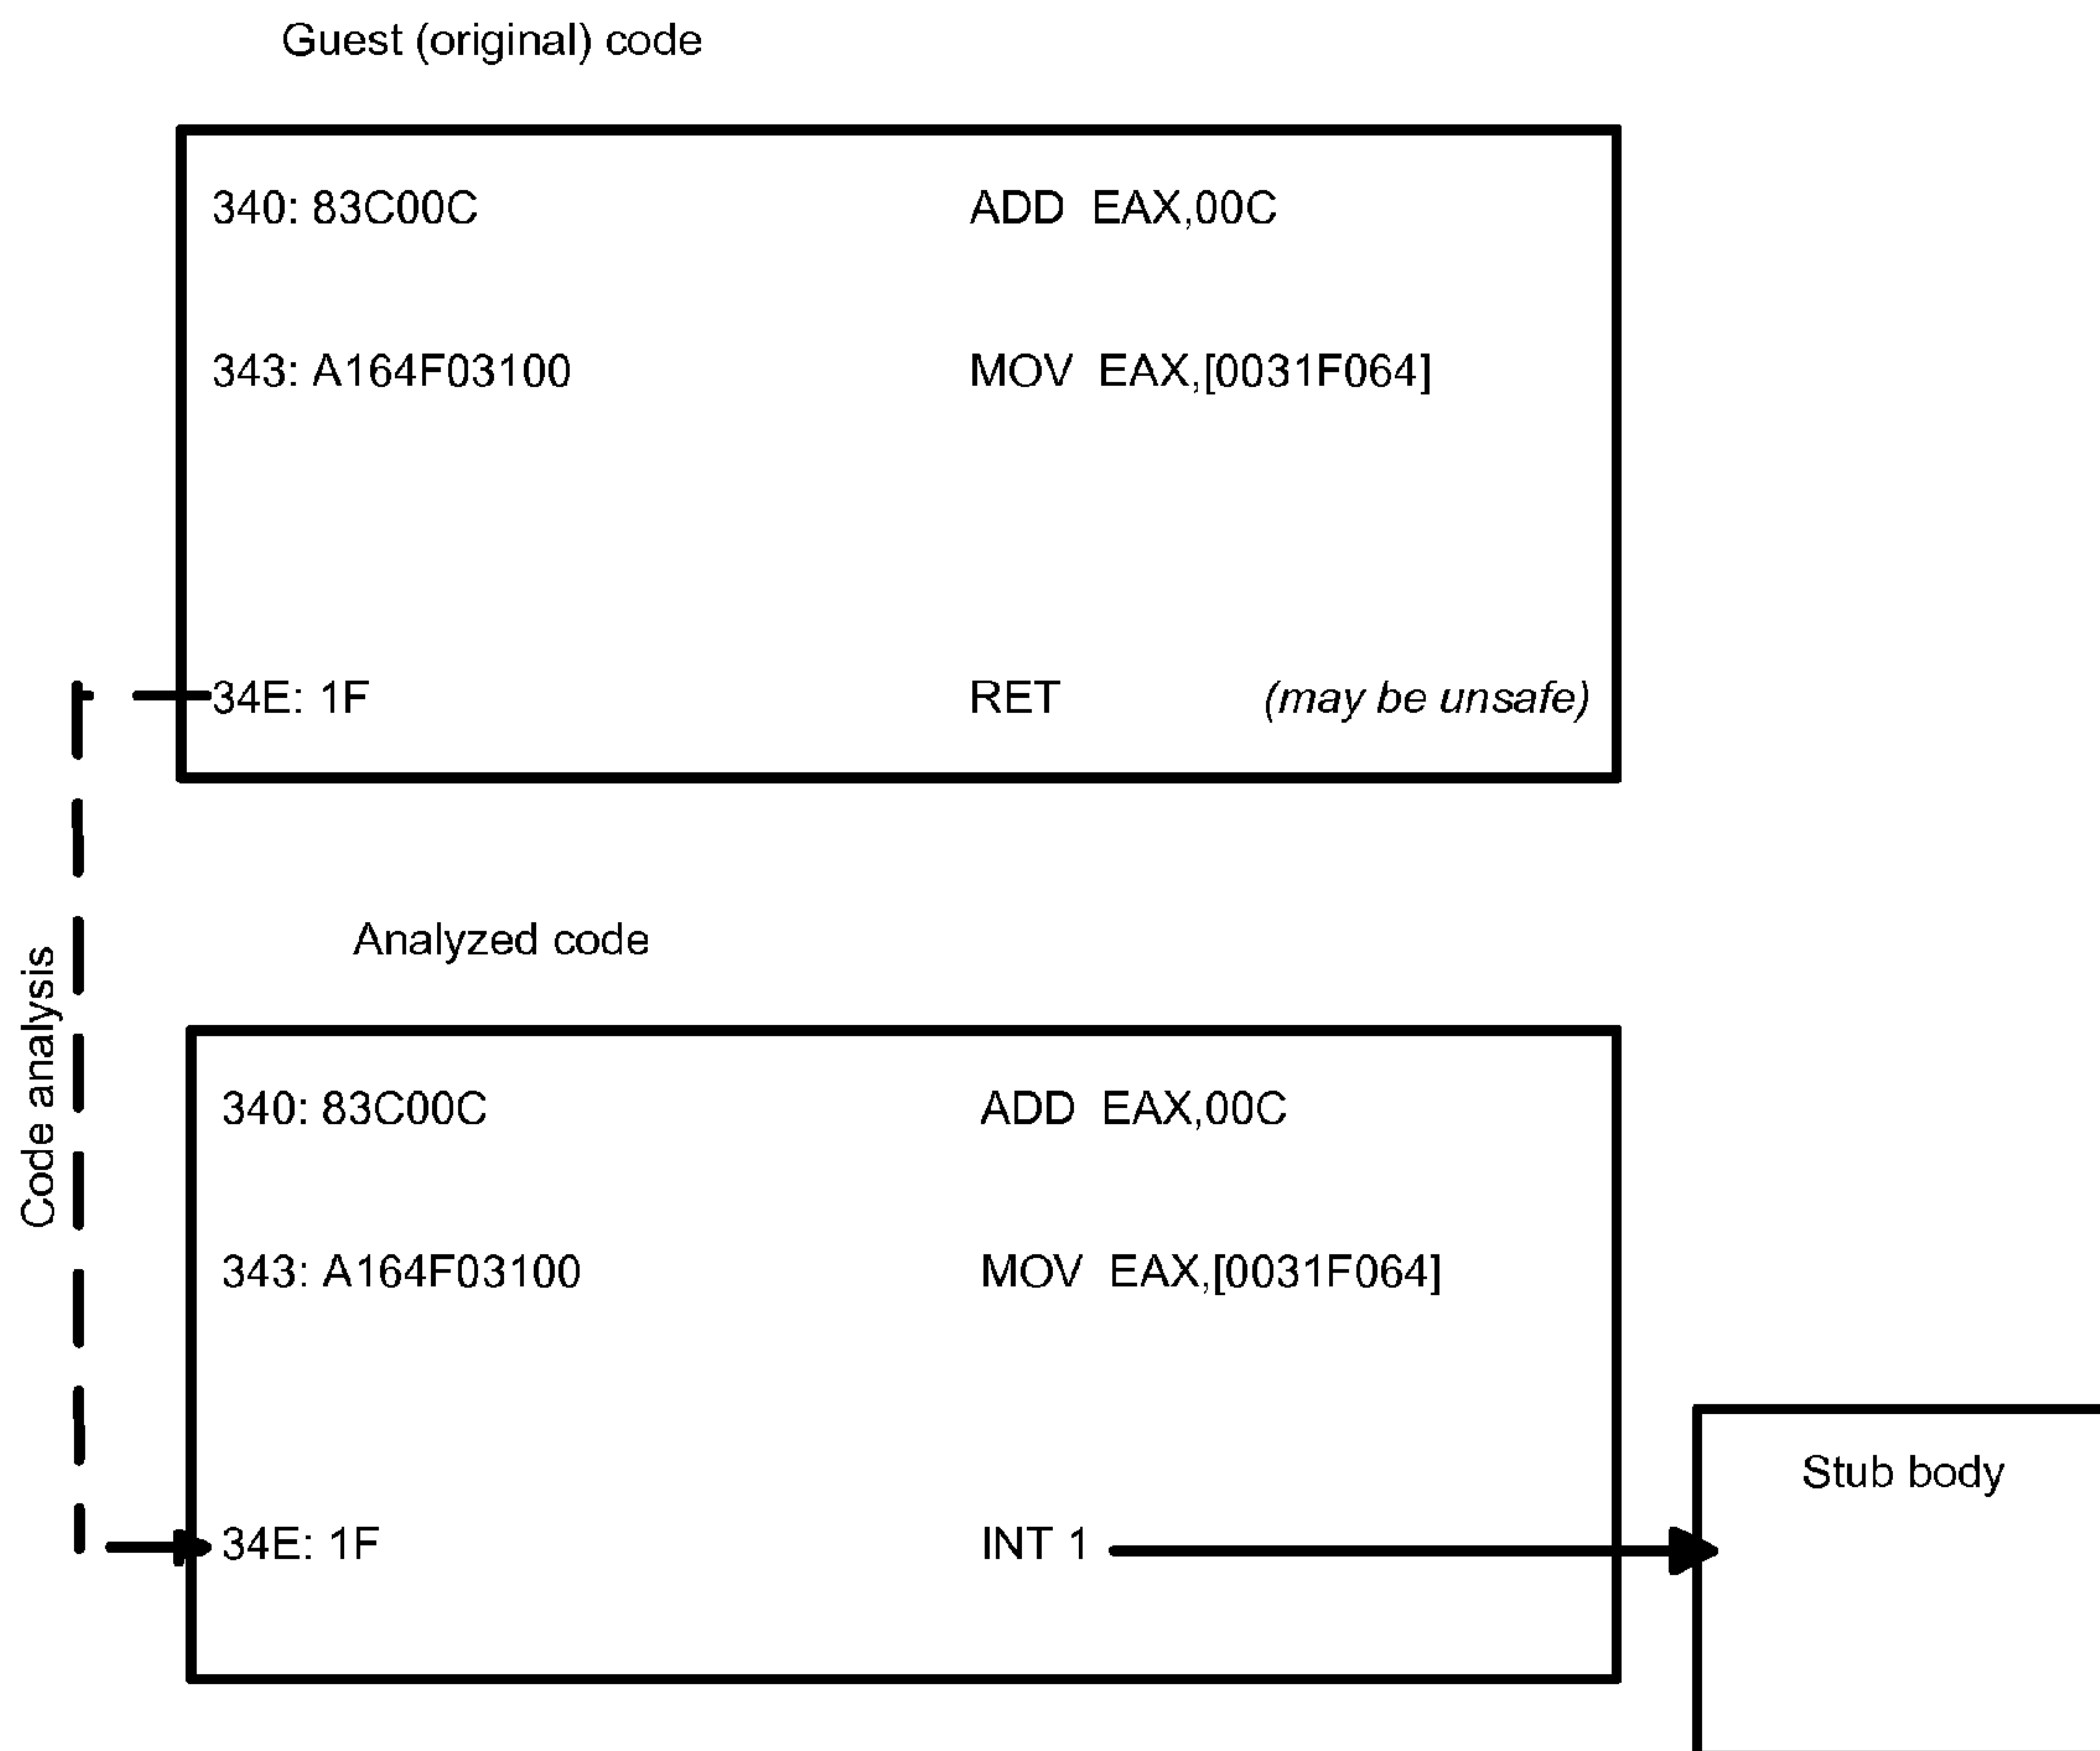 Guest (original) code
340: 83C00C ADD EAX,00C
343: A164F03100 MOV EAX,[0031F064]
34E: 1F RET (may be unsafe)
Code analysis
Analyzed code
340: 83C00C ADD EAX,00C
343: A164F03100 MOV EAX,[0031F064]
Stub body
34E: 1F INT 1